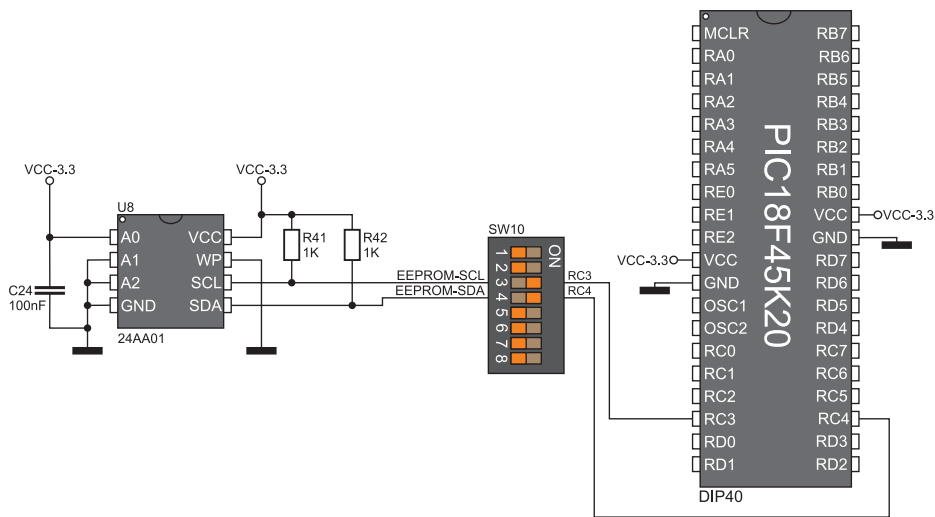 VCC-3.3
U8
A0
A1
A2
GND
VCC
WP
SCL
SDA
24AA01
C24
100nF
VCC-3.3
R41
1K
R42
1K
EEPROM-SCL
EEPROM-SDA
SW10
ON
1
2
3
4
5
6
7
8
RC3
RC4
MCLR
RA0
RA1
RA2
RA3
RA4
RA5
RE0
RE1
RE2
VCC
GND
OSC1
OSC2
RC0
RC1
RC2
RC3
RD0
RD1
VCC-3.3
PIC18F45K20
RB7
RB6
RB5
RB4
RB3
RB2
RB1
RB0
VCC
GND
RD7
RD6
RD5
RD4
RC7
RC6
RC5
RC4
RD3
RD2
VCC-3.3
DIP40